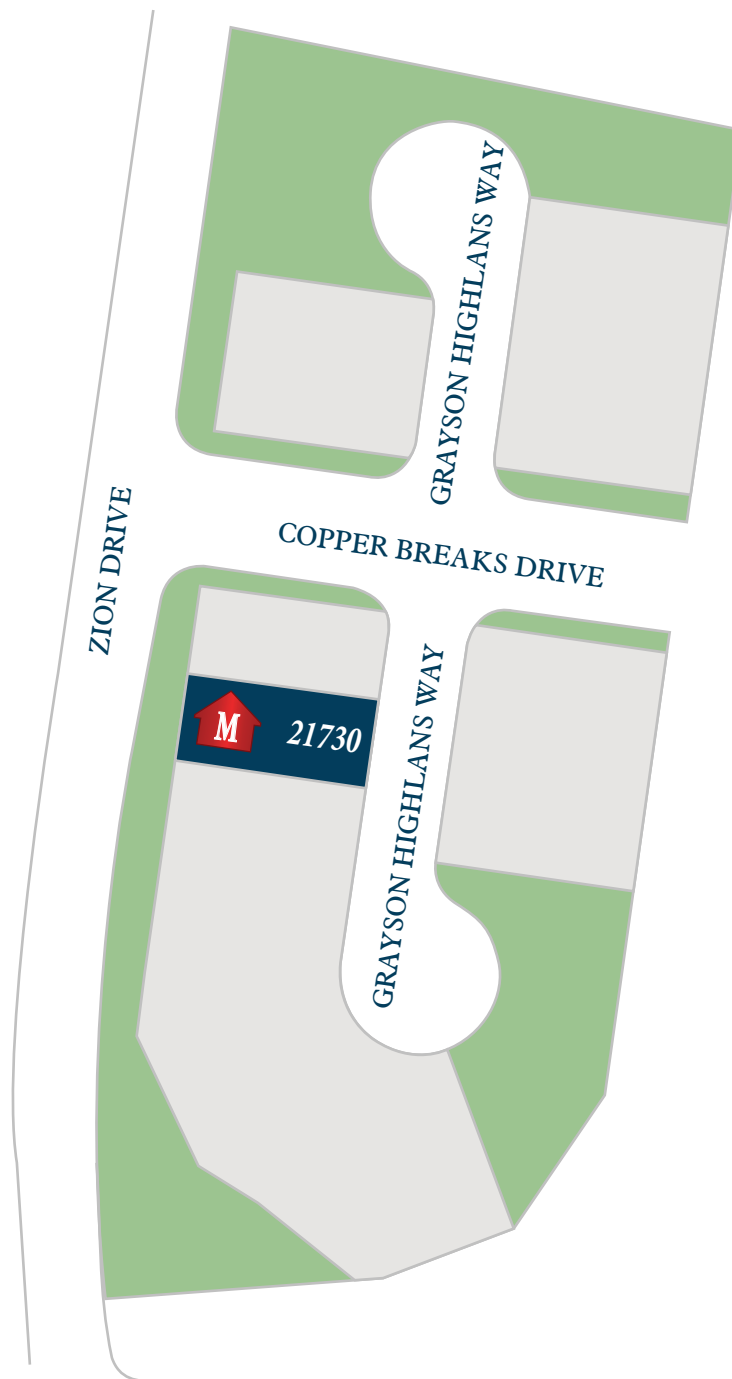 GRAYSON HIGHLANS WAY
ZION DRIVE
COPPER BREAKS DRIVE
GRAYSON HIGHLANS WAY
M
21730